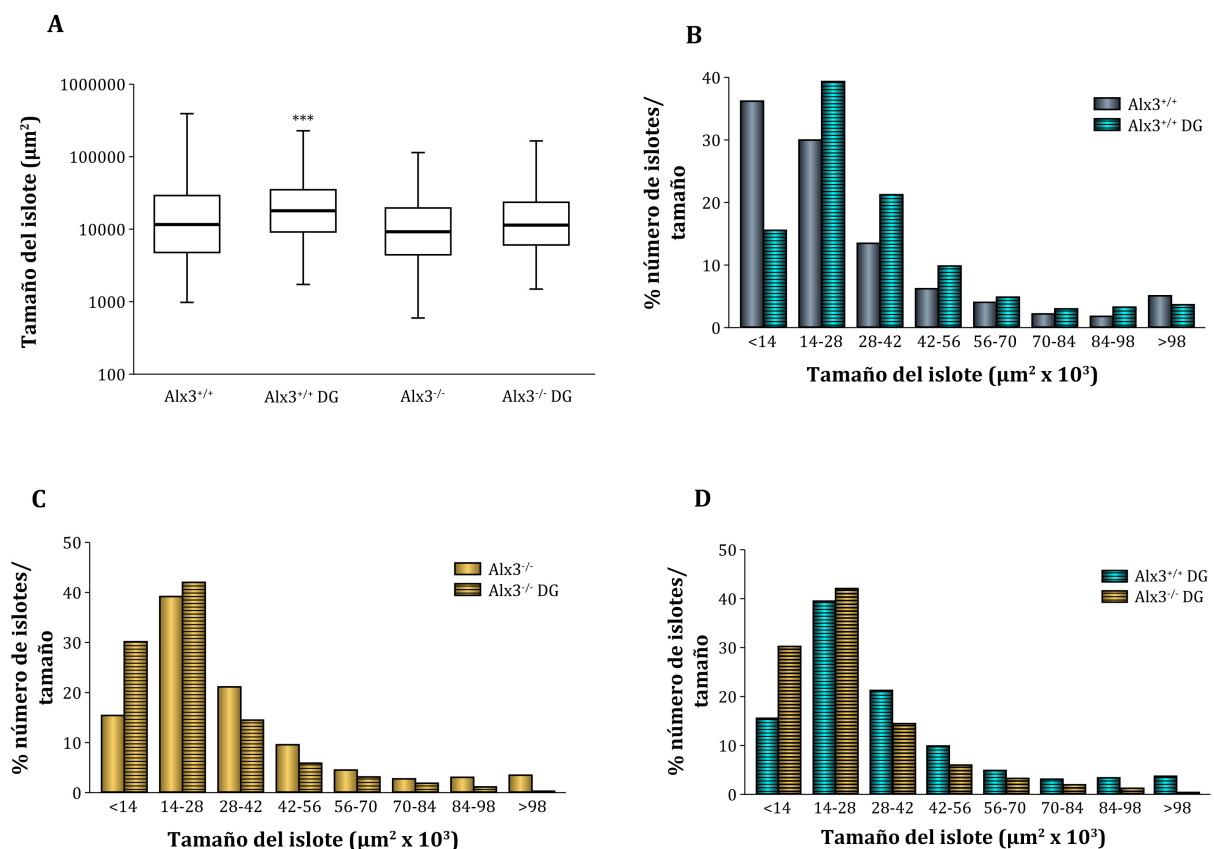 A
Tamaño del islote (µm²)
1000000
100000
10000
1000
100
***
Alx3⁺/⁺
Alx3⁺/⁺ DG
Alx3⁻/⁻
Alx3⁻/⁻ DG
B
% número de islotes/
tamaño
40
30
20
10
0
Alx3⁺/⁺
Alx3⁺/⁺ DG
<14
14-28
28-42
42-56
56-70
70-84
84-98
>98
Tamaño del islote (µm² x 10³)
C
% número de islotes/
tamaño
50
40
30
20
10
0
Alx3⁻/⁻
Alx3⁻/⁻ DG
<14
14-28
28-42
42-56
56-70
70-84
84-98
>98
Tamaño del islote (µm² x 10³)
D
% número de islotes/
tamaño
50
40
30
20
10
0
Alx3⁺/⁺ DG
Alx3⁻/⁻ DG
<14
14-28
28-42
42-56
56-70
70-84
84-98
>98
Tamaño del islote (µm² x 10³)